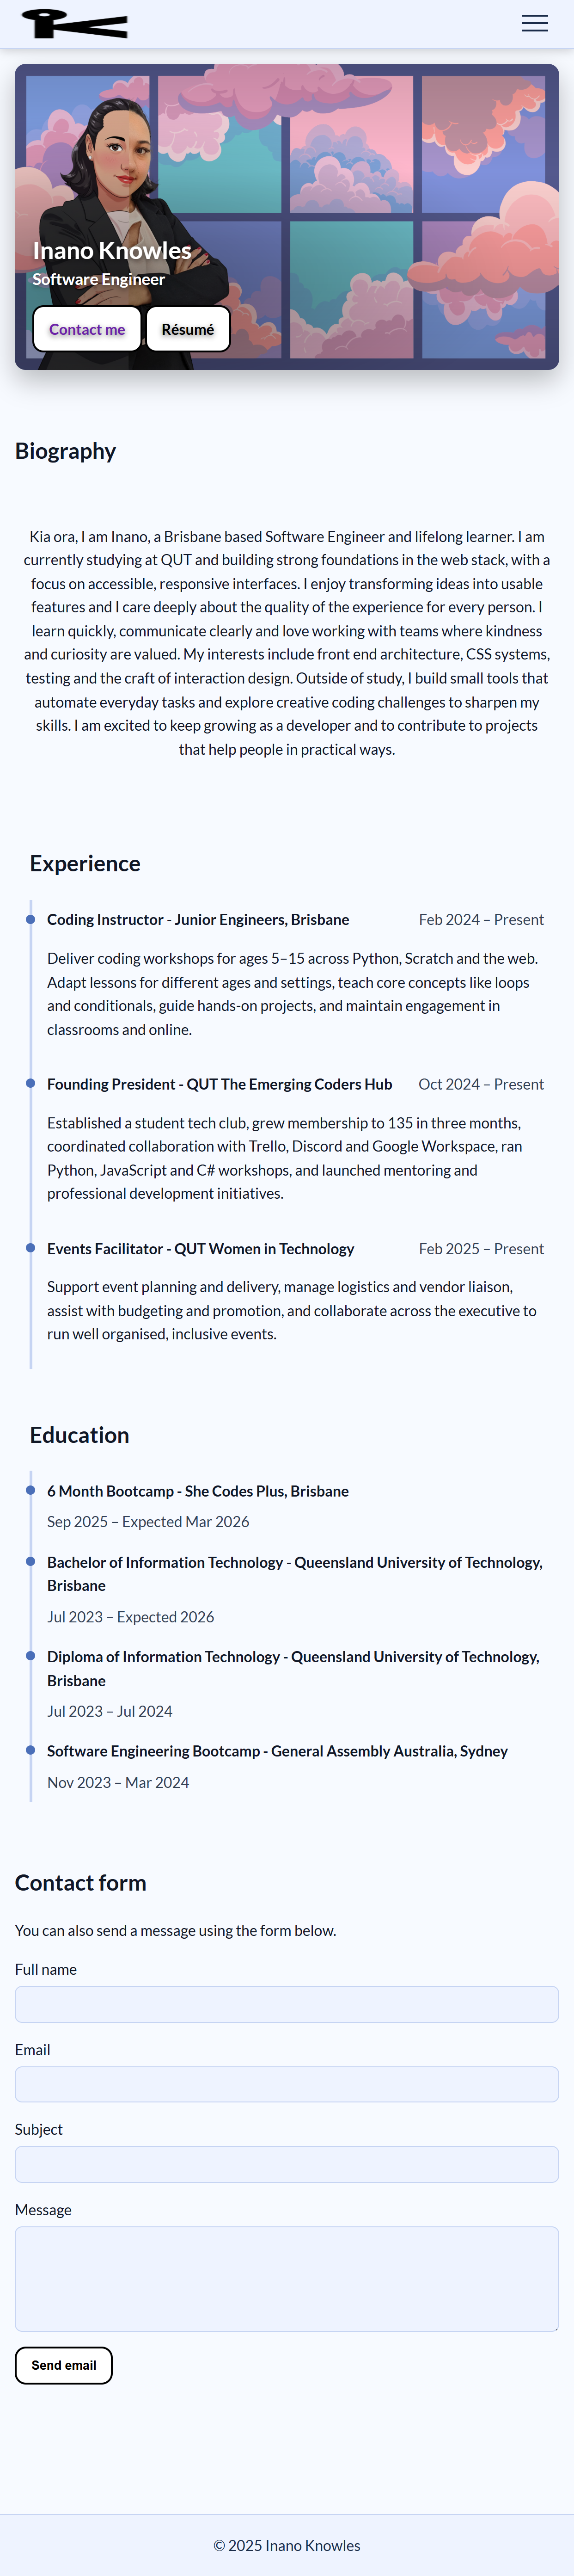 Inano Knowles
Software Engineer
Contact me
Résumé
Biography
Kia ora, I am Inano, a Brisbane based Software Engineer and lifelong learner. I am
currently studying at QUT and building strong foundations in the web stack, with a
focus on accessible, responsive interfaces. I enjoy transforming ideas into usable
features and I care deeply about the quality of the experience for every person. I
learn quickly, communicate clearly and love working with teams where kindness
and curiosity are valued. My interests include front end architecture, CSS systems,
testing and the craft of interaction design. Outside of study, I build small tools that
automate everyday tasks and explore creative coding challenges to sharpen my
skills. I am excited to keep growing as a developer and to contribute to projects
that help people in practical ways.
Experience
Coding Instructor - Junior Engineers, Brisbane
Feb 2024 – Present
Deliver coding workshops for ages 5–15 across Python, Scratch and the web.
Adapt lessons for different ages and settings, teach core concepts like loops
and conditionals, guide hands-on projects, and maintain engagement in
classrooms and online.
Founding President - QUT The Emerging Coders Hub
Oct 2024 – Present
Established a student tech club, grew membership to 135 in three months,
coordinated collaboration with Trello, Discord and Google Workspace, ran
Python, JavaScript and C# workshops, and launched mentoring and
professional development initiatives.
Events Facilitator - QUT Women in Technology
Feb 2025 – Present
Support event planning and delivery, manage logistics and vendor liaison,
assist with budgeting and promotion, and collaborate across the executive to
run well organised, inclusive events.
Education
6 Month Bootcamp - She Codes Plus, Brisbane
Sep 2025 – Expected Mar 2026
Bachelor of Information Technology - Queensland University of Technology,
Brisbane
Jul 2023 – Expected 2026
Diploma of Information Technology - Queensland University of Technology,
Brisbane
Jul 2023 – Jul 2024
Software Engineering Bootcamp - General Assembly Australia, Sydney
Nov 2023 – Mar 2024
Contact form
You can also send a message using the form below.
Full name
Email
Subject
Message
Send email
© 2025 Inano Knowles